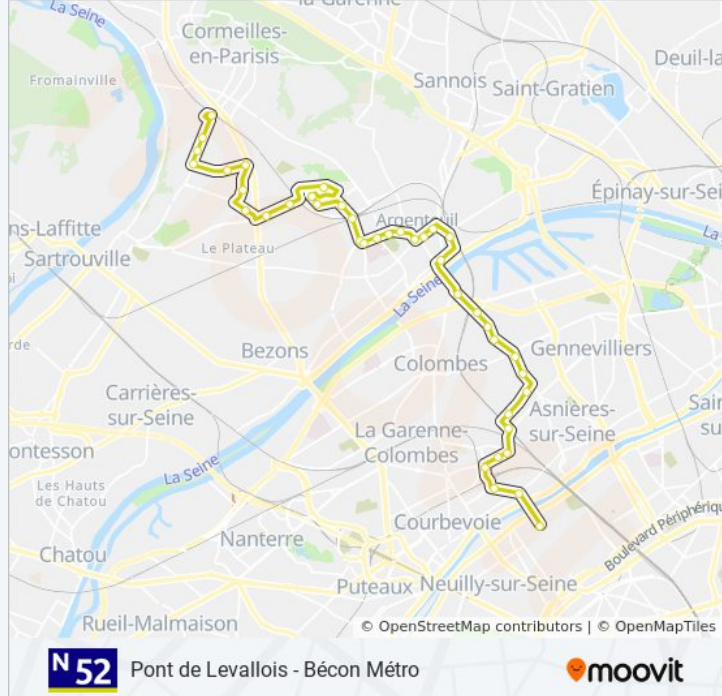 la Garenne
La Seine
Cormeilles-
en-Parisis
Deuil-la
Fromainville
Sannois
Saint-Gratien
Épinay-sur-Sei
ns-Laffitte
Argenteuil
La
Sartrouville
Le Plateau
La Seine
rde
Bezons
Gennevilliers
Colombes
Carrières-
sur-Seine
Asnières-
sur-Seine
Sain
su
La Garenne-
Colombes
ontesson
La Seine
Les Hauts
de Chatou
Courbevoie
Boulevard Périphérique
Nanterre
Chatou
Puteaux
Neuilly-sur-Seine
Rueil-Malmaison
© OpenStreetMap contributors | © OpenMapTiles
N 52
Pont de Levallois - Bécon Métro
moovit